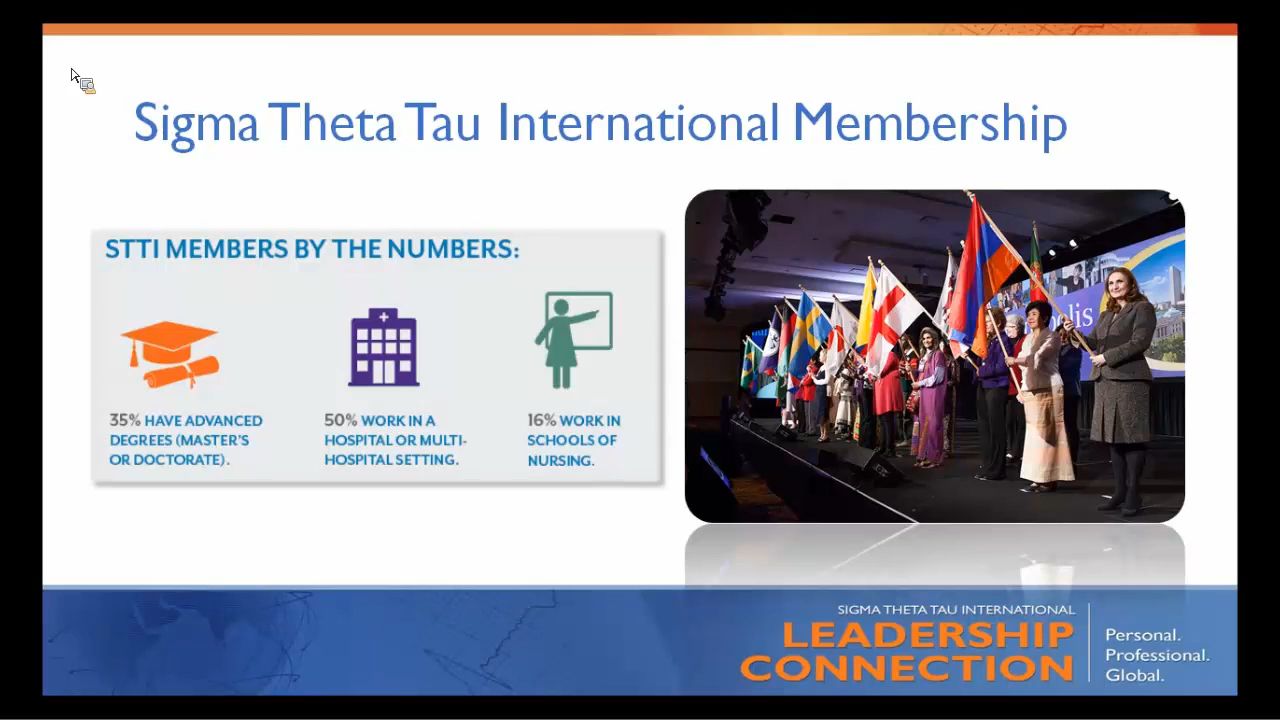 Sigma Theta Tau International Membership
STTI MEMBERS BY THE NUMBERS:
35% HAVE ADVANCED
DEGREES (MASTER'S
OR DOCTORATE).
50% WORK IN A
HOSPITAL OR MULTI-
HOSPITAL SETTING.
16% WORK IN
SCHOOLS OF
NURSING.
SIGMA THETA TAU INTERNATIONAL
LEADERSHIP
CONNECTION
Personal.
Professional.
Global.